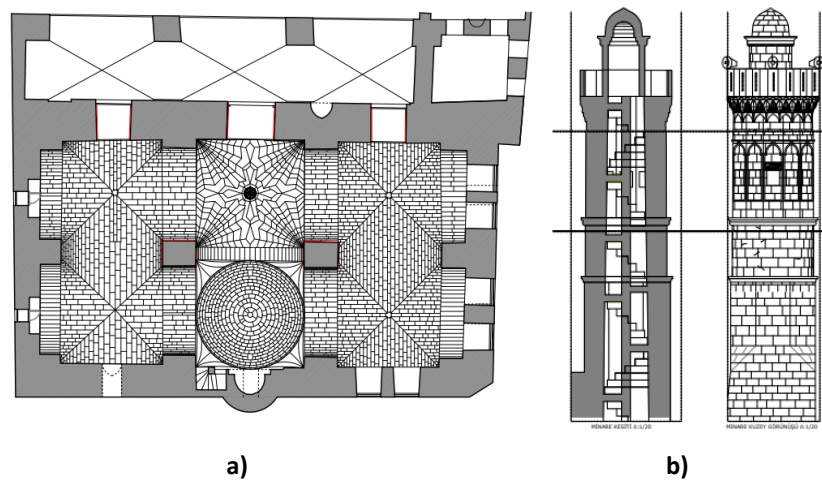 MİNARE KESİTİ Ö:1/20
MİNARE KUZEY GÖRÜNÜŞÜ Ö:1/20
a)
b)